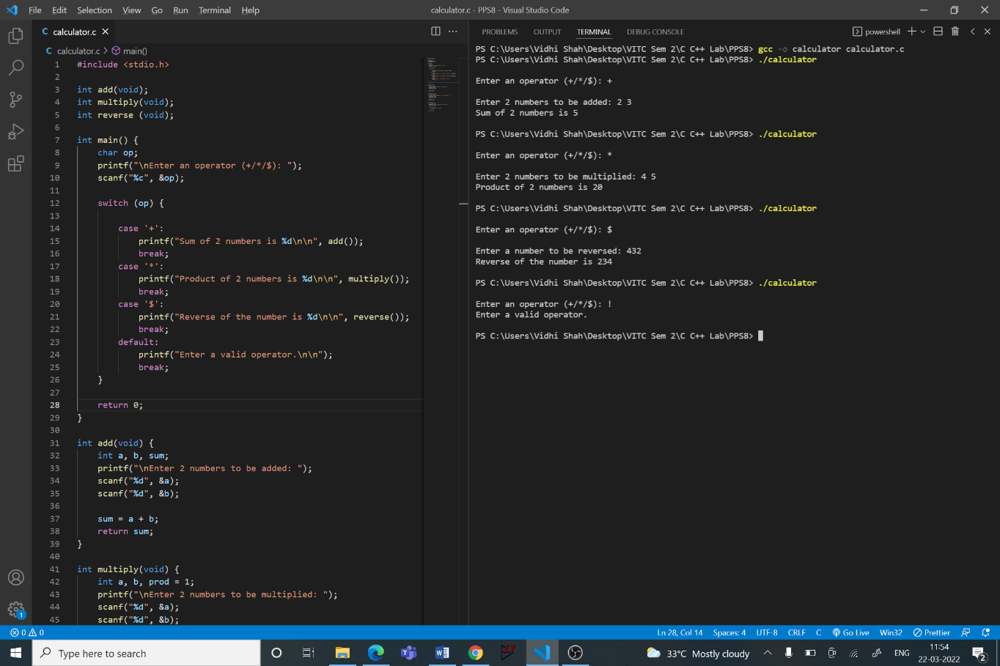 File Edit Selection View Go Run Terminal Help
calculator.c - PPS8 - Visual Studio Code
C calculator.c
C calculator.c > main()
1 #include <stdio.h>
2
3 int add(void);
4 int multiply(void);
5 int reverse (void);
6
7 int main() {
8 char op;
9 printf("\nEnter an operator (+/*/$): ");
10 scanf("%c", &op);
11
12 switch (op) {
13
14 case '+':
15 printf("Sum of 2 numbers is %d\n\n", add());
16 break;
17 case '*':
18 printf("Product of 2 numbers is %d\n\n", multiply());
19 break;
20 case '$':
21 printf("Reverse of the number is %d\n\n", reverse());
22 break;
23 default:
24 printf("Enter a valid operator.\n\n");
25 break;
26 }
27
28 return 0;
29 }
30
31 int add(void) {
32 int a, b, sum;
33 printf("\nEnter 2 numbers to be added: ");
34 scanf("%d", &a);
35 scanf("%d", &b);
36
37 sum = a + b;
38 return sum;
39 }
40
41 int multiply(void) {
42 int a, b, prod = 1;
43 printf("\nEnter 2 numbers to be multiplied: ");
44 scanf("%d", &a);
45 scanf("%d", &b);
PROBLEMS OUTPUT TERMINAL DEBUG CONSOLE
powershell
PS C:\Users\Vidhi Shah\Desktop\VITC Sem 2\C C++ Lab\PPS8> gcc -o calculator calculator.c
PS C:\Users\Vidhi Shah\Desktop\VITC Sem 2\C C++ Lab\PPS8> ./calculator
Enter an operator (+/*/$): +
Enter 2 numbers to be added: 2 3
Sum of 2 numbers is 5
PS C:\Users\Vidhi Shah\Desktop\VITC Sem 2\C C++ Lab\PPS8> ./calculator
Enter an operator (+/*/$): *
Enter 2 numbers to be multiplied: 4 5
Product of 2 numbers is 20
PS C:\Users\Vidhi Shah\Desktop\VITC Sem 2\C C++ Lab\PPS8> ./calculator
Enter an operator (+/*/$): $
Enter a number to be reversed: 432
Reverse of the number is 234
PS C:\Users\Vidhi Shah\Desktop\VITC Sem 2\C C++ Lab\PPS8> ./calculator
Enter an operator (+/*/$): !
Enter a valid operator.
PS C:\Users\Vidhi Shah\Desktop\VITC Sem 2\C C++ Lab\PPS8>
1
0 0
Ln 28, Col 14 Spaces: 4 UTF-8 CRLF C Go Live Win32 Prettier
Type here to search
33°C Mostly cloudy
ENG
11:54
22-03-2022
2